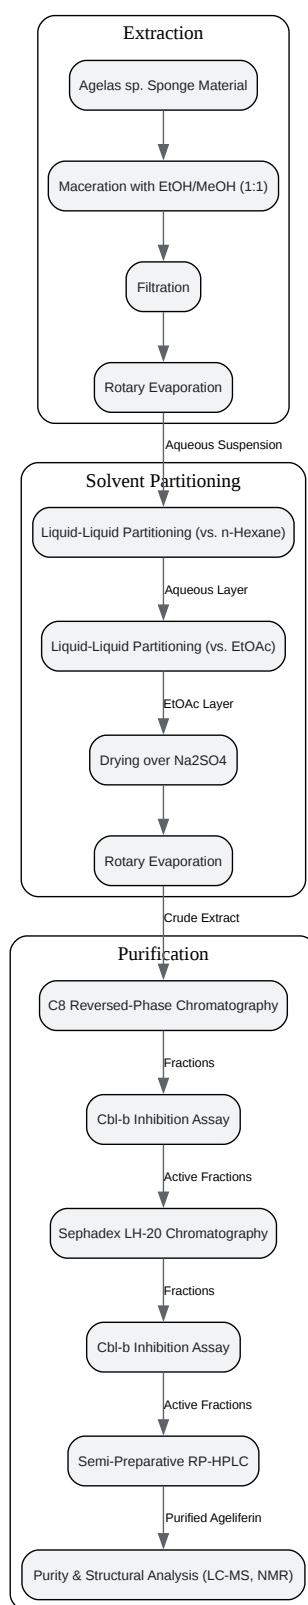 Extraction
Agelas sp. Sponge Material
Maceration with EtOH/MeOH (1:1)
Filtration
Rotary Evaporation
Aqueous Suspension
Solvent Partitioning
Liquid-Liquid Partitioning (vs. n-Hexane)
Aqueous Layer
Liquid-Liquid Partitioning (vs. EtOAc)
EtOAc Layer
Drying over Na2SO4
Rotary Evaporation
Crude Extract
Purification
C8 Reversed-Phase Chromatography
Fractions
Cbl-b Inhibition Assay
Active Fractions
Sephadex LH-20 Chromatography
Fractions
Cbl-b Inhibition Assay
Active Fractions
Semi-Preparative RP-HPLC
Purified Ageliferin
Purity & Structural Analysis (LC-MS, NMR)